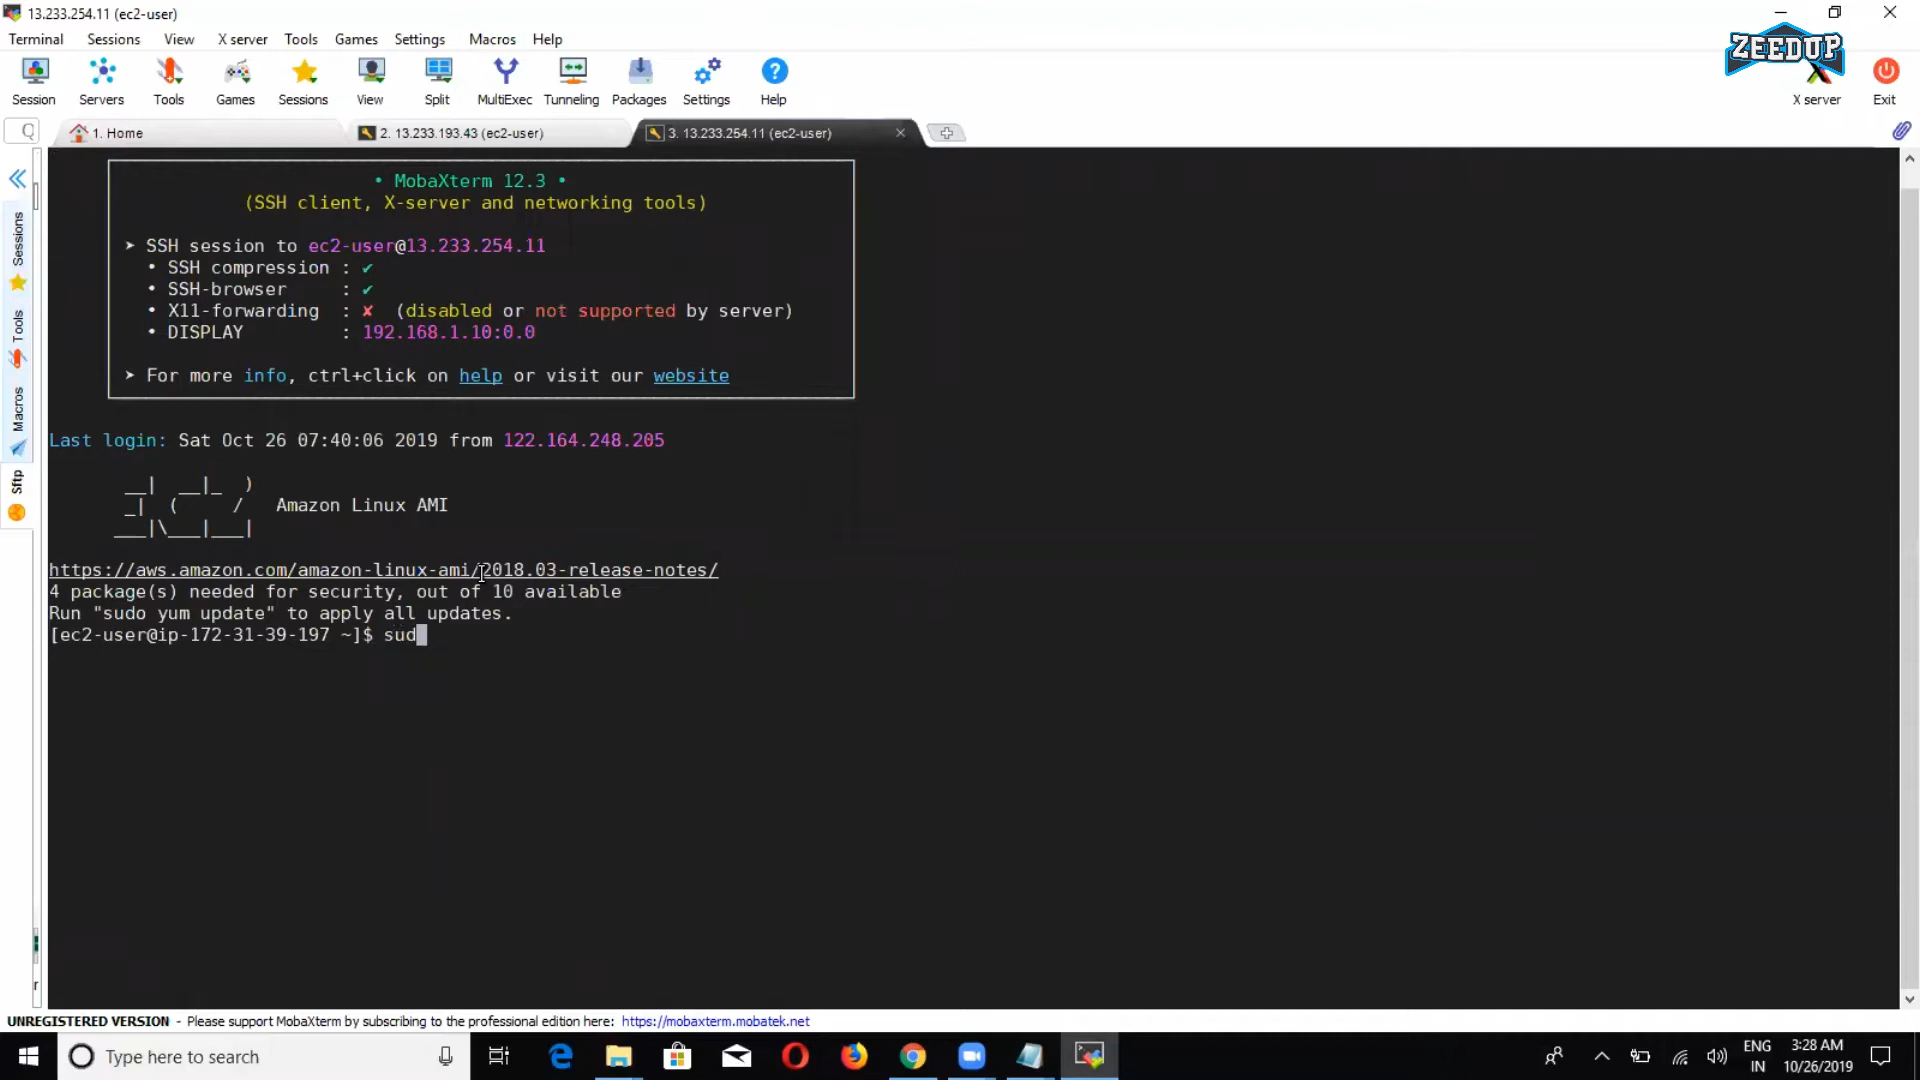 13.233.254.11 (ec2-user)
Terminal Sessions View X server Tools Games Settings Macros Help
ZEEDUP
Session Servers Tools Games Sessions View Split MultiExec Tunneling Packages Settings Help X server Exit
1. Home 2. 13.233.193.43 (ec2-user) 3. 13.233.254.11 (ec2-user)
Sessions
Tools
Macros
Sftp
• MobaXterm 12.3 •
(SSH client, X-server and networking tools)
➤ SSH session to ec2-user@13.233.254.11
• SSH compression : ✔
• SSH-browser : ✔
• X11-forwarding : ✘ (disabled or not supported by server)
• DISPLAY : 192.168.1.10:0.0
➤ For more info, ctrl+click on help or visit our website
Last login: Sat Oct 26 07:40:06 2019 from 122.164.248.205
__| __|_ )
_| ( / Amazon Linux AMI
___|\___|___|
https://aws.amazon.com/amazon-linux-ami/2018.03-release-notes/
4 package(s) needed for security, out of 10 available
Run "sudo yum update" to apply all updates.
[ec2-user@ip-172-31-39-197 ~]$ sud
r
UNREGISTERED VERSION - Please support MobaXterm by subscribing to the professional edition here: https://mobaxterm.mobatek.net
Type here to search
ENG
IN
3:28 AM
10/26/2019